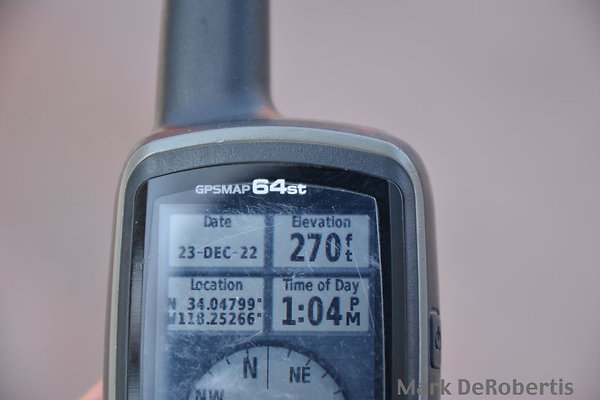 GPSMAP 64st
Date
23-DEC-22
Elevation
270 ft
Location
N 34.04799°
W118.25266°
Time of Day
1:04 PM
N
NE
NW
Mark DeRobertis